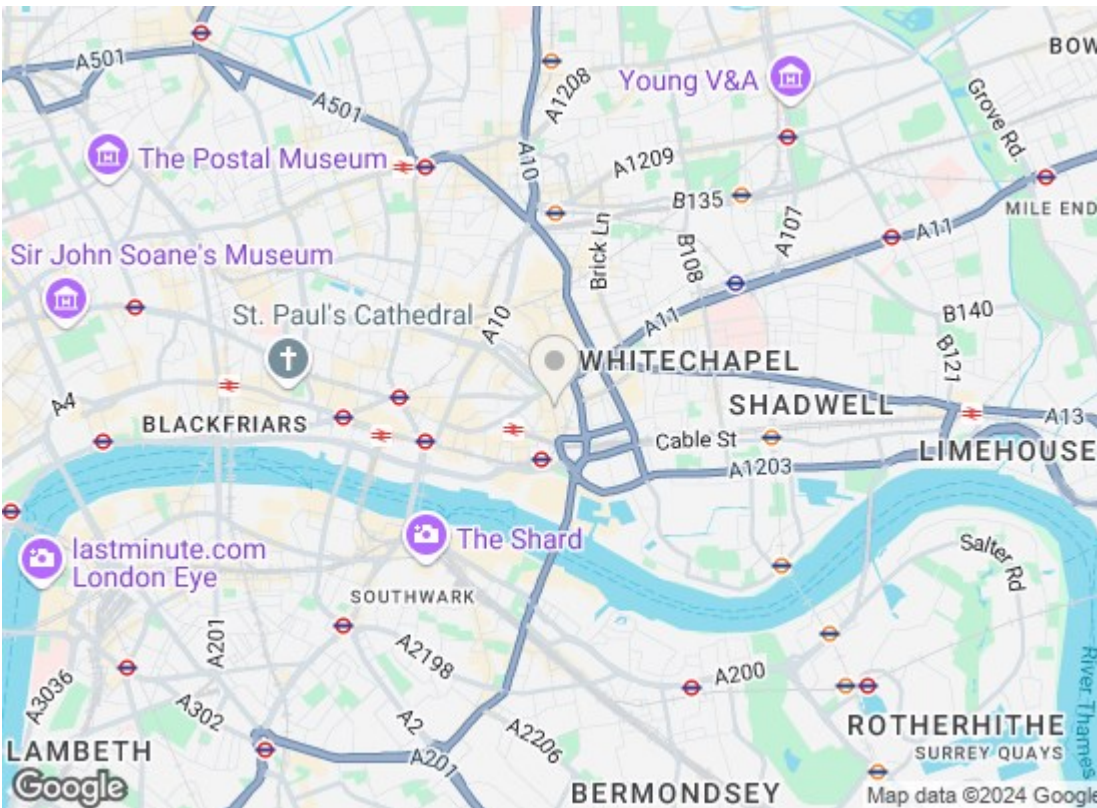 BOW
A501
A1208
Young V&A
A501
Grove Rd.
The Postal Museum
A10
A1209
B135
MILE END
A107
A11
Brick Ln
B108
Sir John Soane's Museum
St. Paul's Cathedral
A10
A11
B140
B121
WHITECHAPEL
A4
SHADWELL
A13
BLACKFRIARS
Cable St
LIMEHOUSE
A1203
The Shard
lastminute.com
London Eye
Salter Rd
SOUTHWARK
A201
A2198
A200
River Thames
A3036
A302
A2
A2206
ROTHERHITHE
LAMBETH
A201
SURREY QUAYS
Google
BERMONDSEY
Map data ©2024 Google